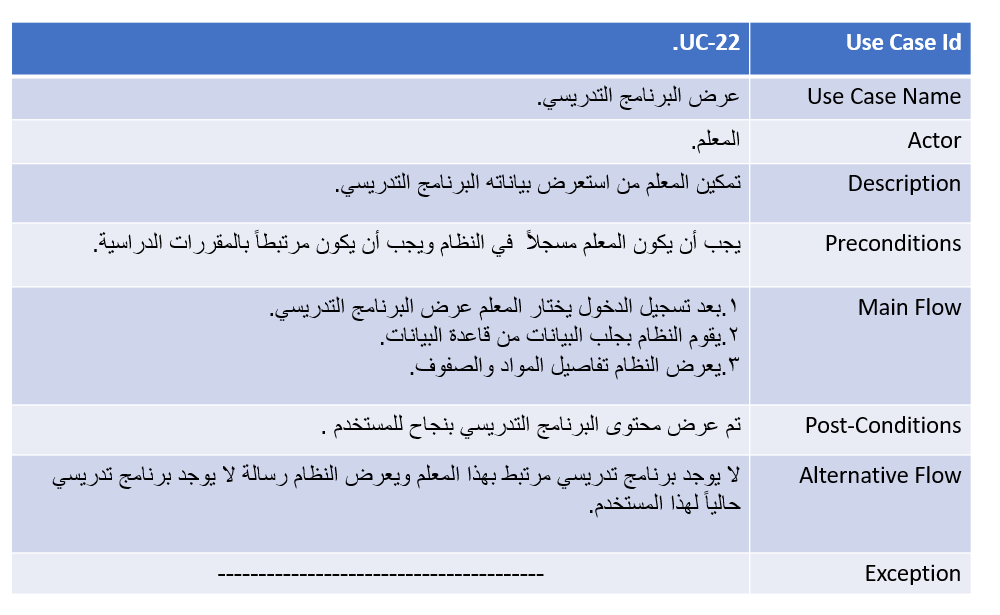 Use Case Id UC-22.
Use Case Name عرض البرنامج التدريسي.
Actor المعلم.
Description تمكين المعلم من استعرض بياناته البرنامج التدريسي.
Preconditions يجب أن يكون المعلم مسجلاً في النظام ويجب أن يكون مرتبطاً بالمقررات الدراسية.
Main Flow ١.بعد تسجيل الدخول يختار المعلم عرض البرنامج التدريسي.
٢.يقوم النظام بجلب البيانات من قاعدة البيانات.
٣.يعرض النظام تفاصيل المواد والصفوف.
Post-Conditions تم عرض محتوى البرنامج التدريسي بنجاح للمستخدم .
Alternative Flow لا يوجد برنامج تدريسي مرتبط بهذا المعلم ويعرض النظام رسالة لا يوجد برنامج تدريسي
حالياً لهذا المستخدم.
Exception ----------------------------------------